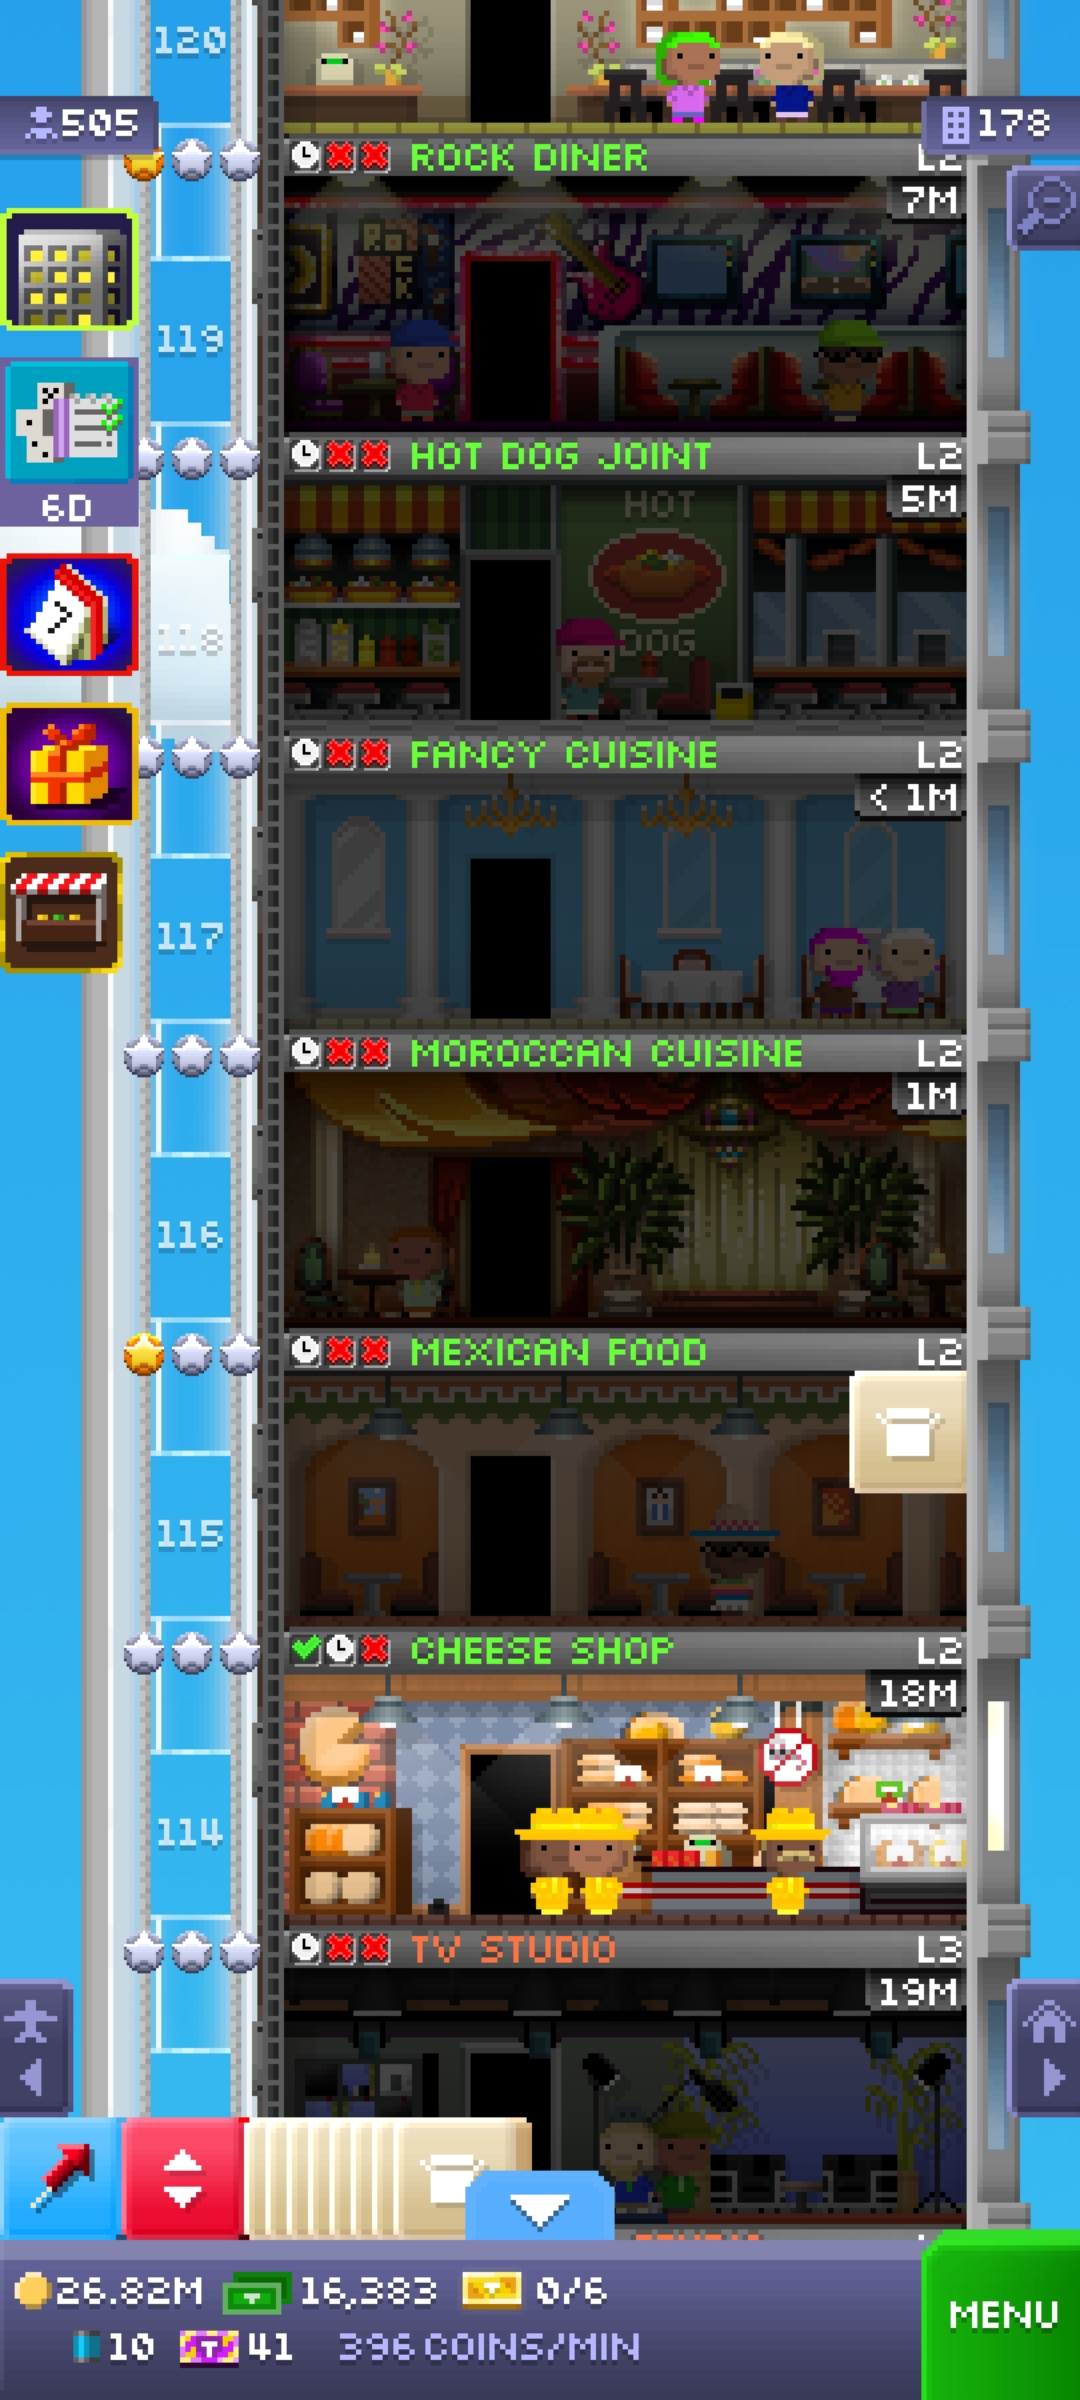 120
505
178
ROCK DINER
7M
119
HOT DOG JOINT L2
5M
HOT
DOG
6D
118
FANCY CUISINE L2
< 1M
117
MOROCCAN CUISINE L2
1M
116
MEXICAN FOOD L2
115
CHEESE SHOP L2
18M
114
TV STUDIO L3
19M
26.82M 16,383 0/6
10 41 396 COINS/MIN
MENU